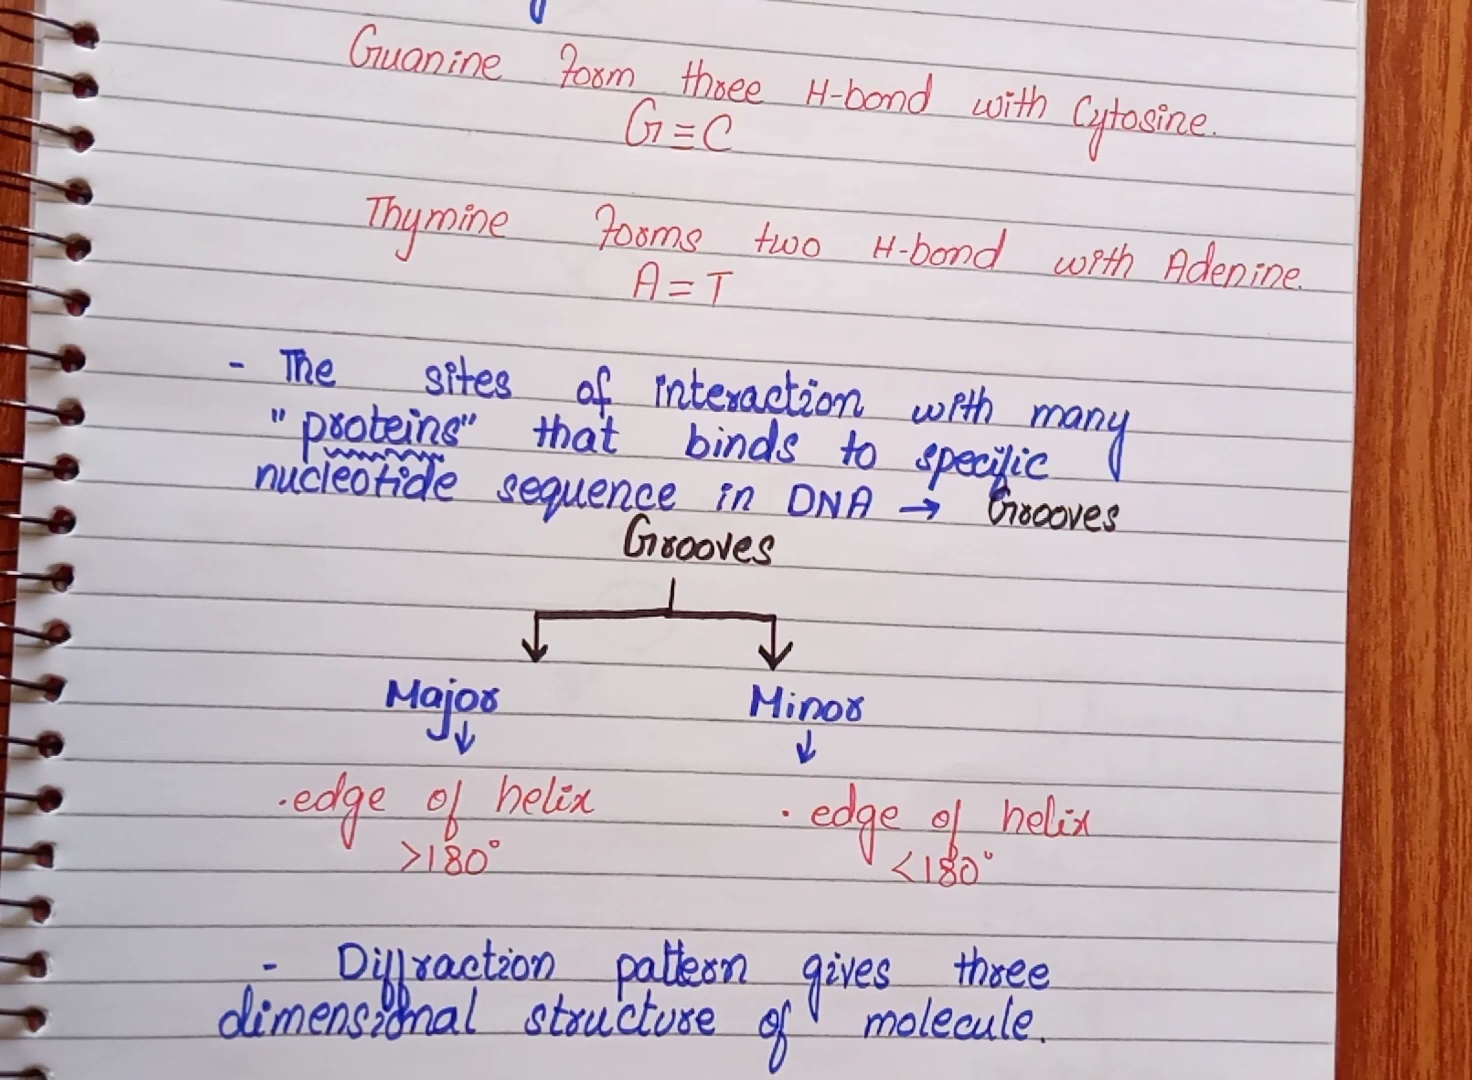 Guanine form three H-bond with Cytosine.
G≡C
Thymine forms two H-bond with Adenine.
A=T
- The sites of interaction with many
"proteins" that binds to specific
nucleotide sequence in DNA → Grooves
Grooves
Major Minor
↓ ↓
.edge of helix . edge of helix
>180° <180°
- Diffraction pattern gives three
dimensional structure of molecule.